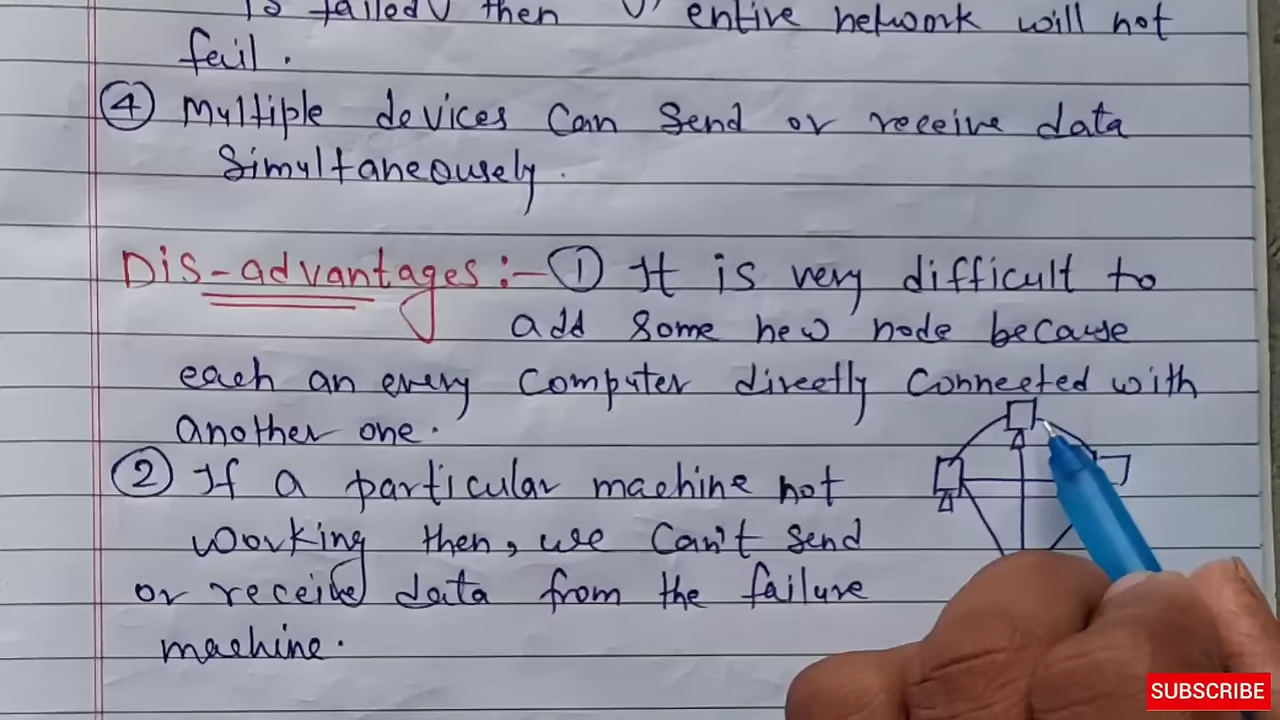 is failed then entire network will not
fail.
④ Multiple devices can send or receive data
Simultaneousely.
Dis-advantages :- ① It is very difficult to
add some new node because
each an every computer directly connected with
another one.
② If a particular machine not
working then, we can't send
or receive data from the failure
machine.
SUBSCRIBE